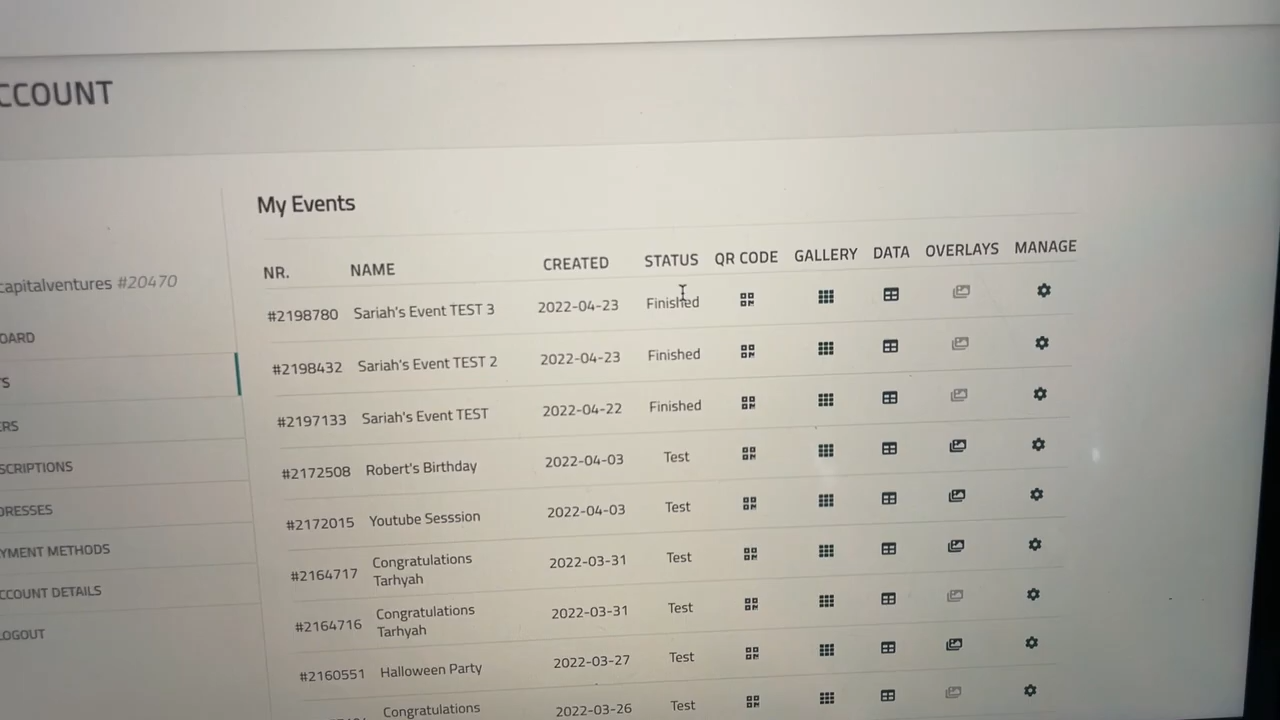 CCOUNT
My Events
capitalventures #20470
OARD
S
ERS
SCRIPTIONS
DRESSES
YMENT METHODS
CCOUNT DETAILS
LOGOUT
NR. NAME CREATED STATUS QR CODE GALLERY DATA OVERLAYS MANAGE
#2198780 Sariah's Event TEST 3 2022-04-23 Finished
#2198432 Sariah's Event TEST 2 2022-04-23 Finished
#2197133 Sariah's Event TEST 2022-04-22 Finished
#2172508 Robert's Birthday 2022-04-03 Test
#2172015 Youtube Sesssion 2022-04-03 Test
#2164717 Congratulations Tarhyah 2022-03-31 Test
#2164716 Congratulations Tarhyah 2022-03-31 Test
#2160551 Halloween Party 2022-03-27 Test
Congratulations 2022-03-26 Test